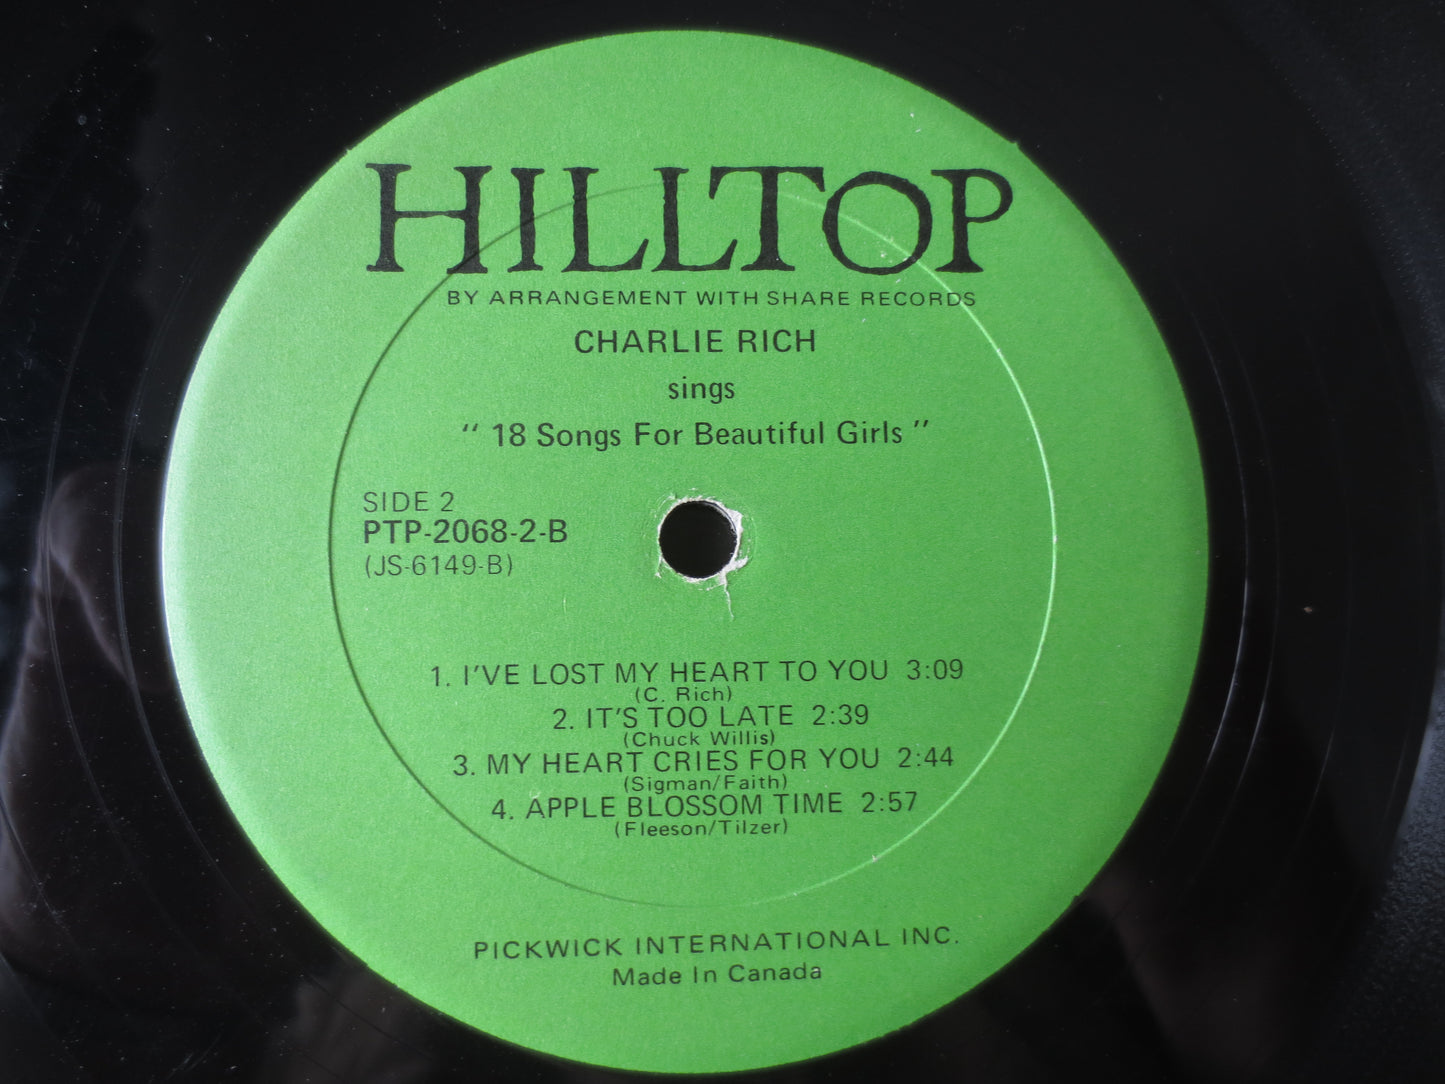 HILLTOP
BY ARRANGEMENT WITH SHARE RECORDS
CHARLIE RICH
sings
" 18 Songs For Beautiful Girls "
SIDE 2
PTP-2068-2-B
(JS-6149-B)
1. I'VE LOST MY HEART TO YOU 3:09
(C. Rich)
2. IT'S TOO LATE 2:39
(Chuck Willis)
3. MY HEART CRIES FOR YOU 2:44
(Sigman/Faith)
4. APPLE BLOSSOM TIME 2:57
(Fleeson/Tilzer)
PICKWICK INTERNATIONAL INC.
Made In Canada